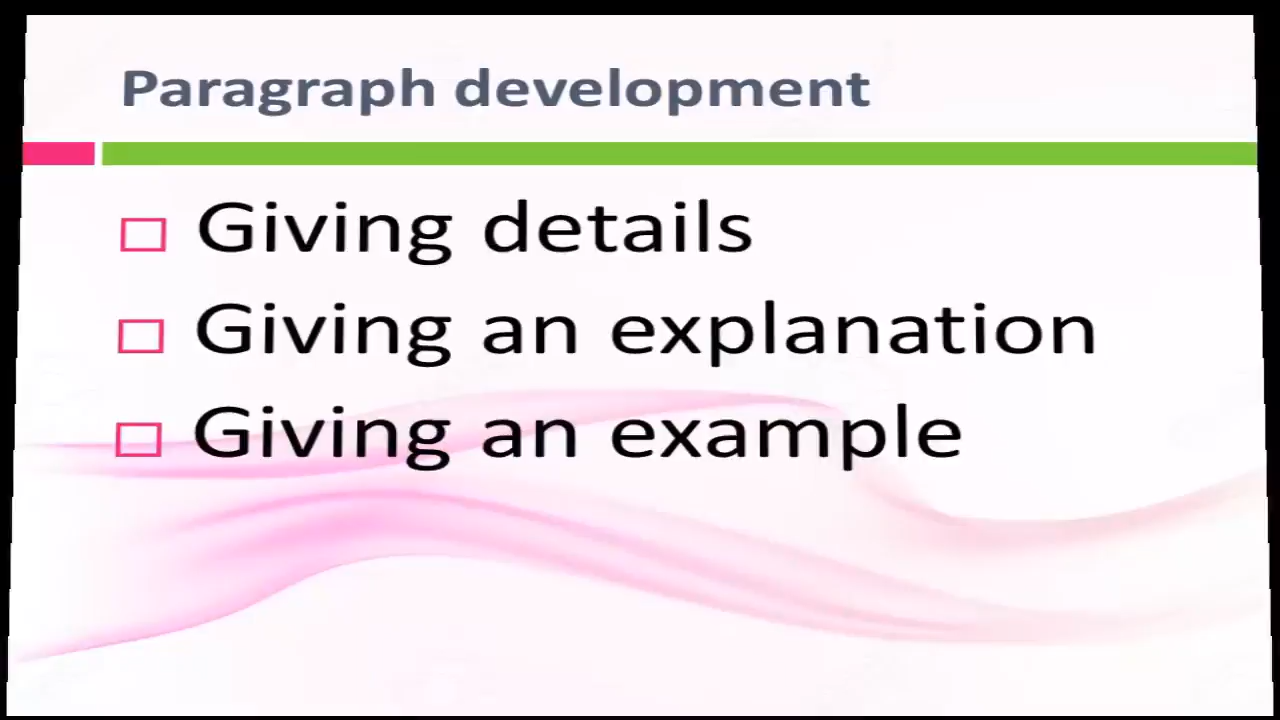 Paragraph development
Giving details
Giving an explanation
Giving an example